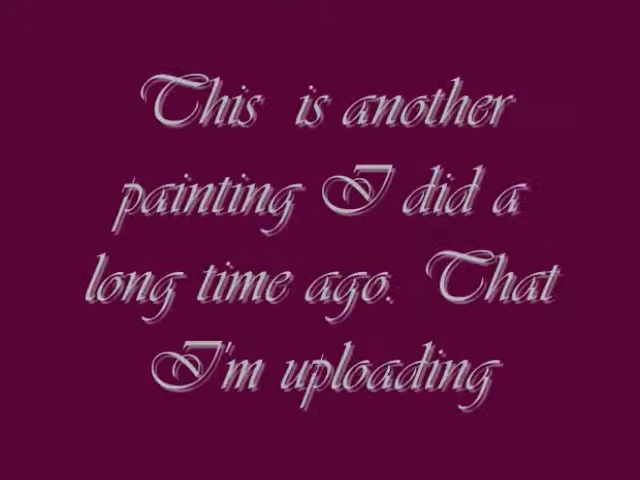 This is another
painting I did a
long time ago. That
I'm uploading